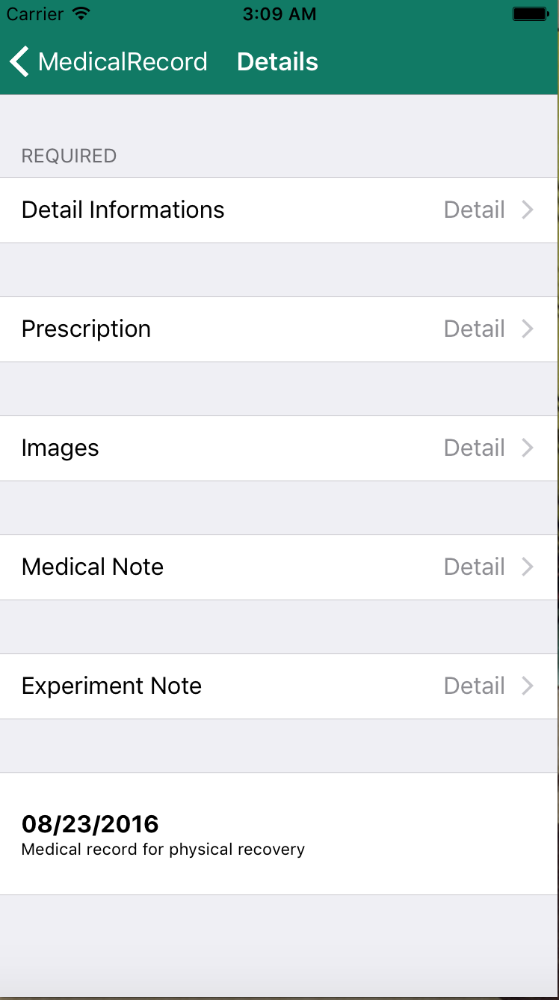 Carrier 3:09 AM
MedicalRecord Details
REQUIRED
Detail Informations Detail
Prescription Detail
Images Detail
Medical Note Detail
Experiment Note Detail
08/23/2016
Medical record for physical recovery